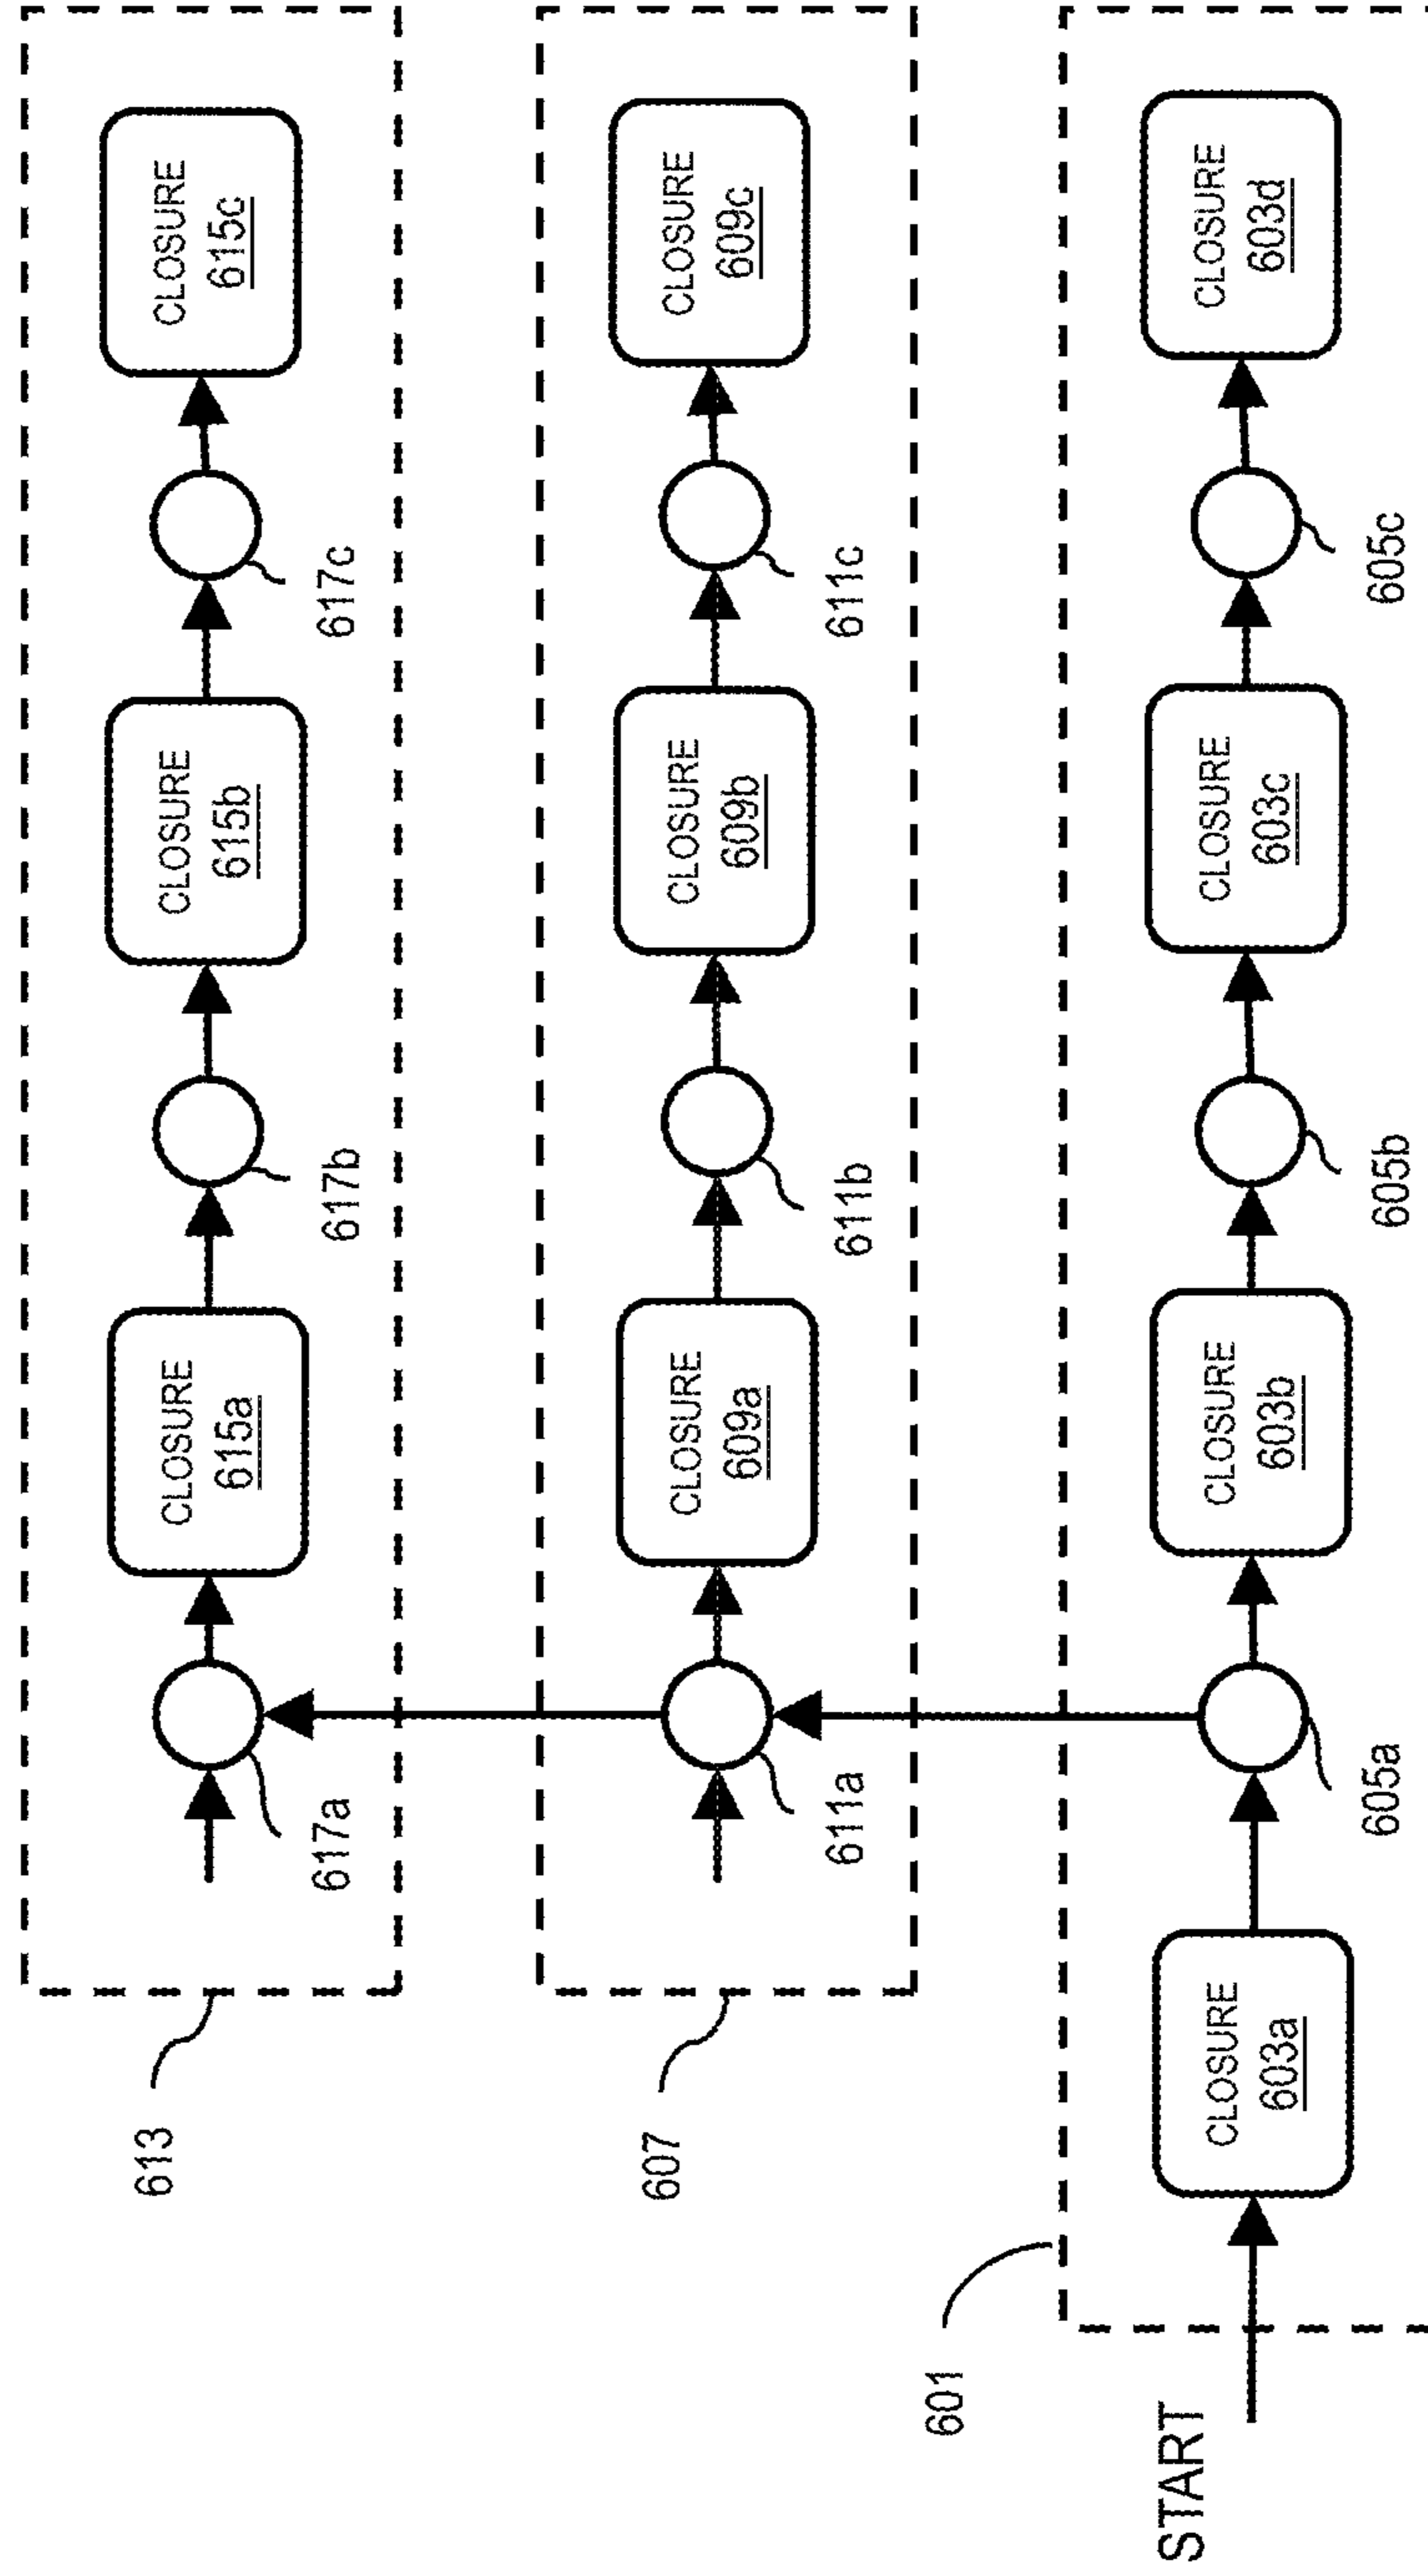 613
CLOSURE
615a
CLOSURE
615b
CLOSURE
615c
617a
617b
617c
607
CLOSURE
609a
CLOSURE
609b
CLOSURE
609c
611a
611b
611c
601
START
CLOSURE
603a
CLOSURE
603b
CLOSURE
603c
CLOSURE
603d
605a
605b
605c